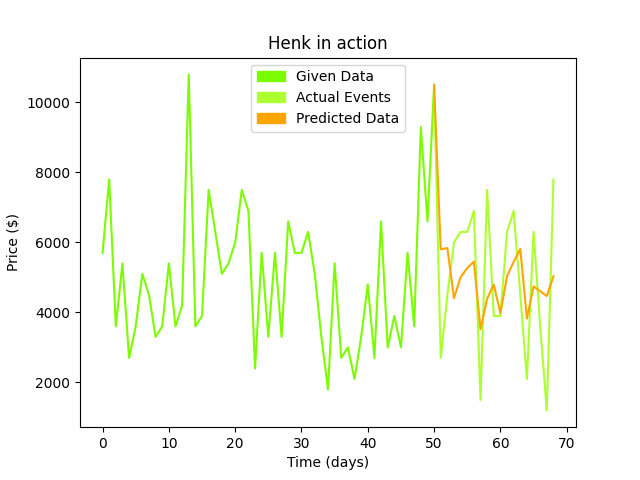 Henk in action
Given Data
Actual Events
Predicted Data
Price ($)
10000
8000
6000
4000
2000
0 10 20 30 40 50 60 70
Time (days)